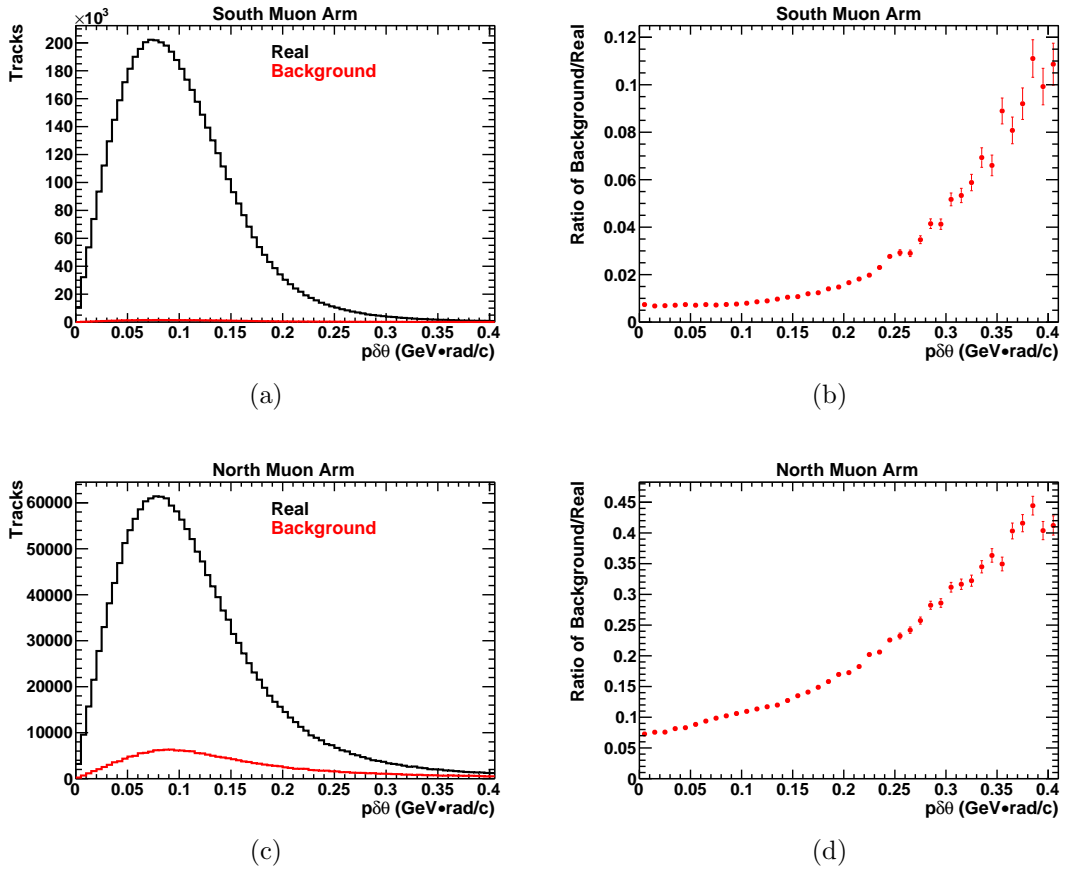 South Muon Arm
×10³
Tracks
200
180
160
140
120
100
80
60
40
20
0
Real
Background
0 0.05 0.1 0.15 0.2 0.25 0.3 0.35 0.4
pδθ (GeV•rad/c)
(a)
South Muon Arm
Ratio of Background/Real
0.12
0.1
0.08
0.06
0.04
0.02
0
0 0.05 0.1 0.15 0.2 0.25 0.3 0.35 0.4
pδθ (GeV•rad/c)
(b)
North Muon Arm
Tracks
60000
50000
40000
30000
20000
10000
0
Real
Background
0 0.05 0.1 0.15 0.2 0.25 0.3 0.35 0.4
pδθ (GeV•rad/c)
(c)
North Muon Arm
Ratio of Background/Real
0.45
0.4
0.35
0.3
0.25
0.2
0.15
0.1
0.05
0
0 0.05 0.1 0.15 0.2 0.25 0.3 0.35 0.4
pδθ (GeV•rad/c)
(d)